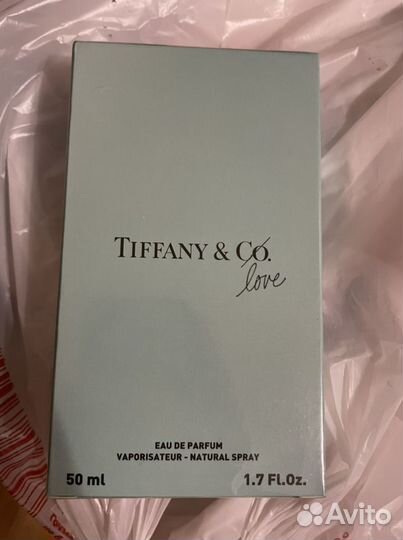 TIFFANY & CO.
love
EAU DE PARFUM
VAPORISATEUR - NATURAL SPRAY
50 ml 1.7 Fl.Oz.
Avito